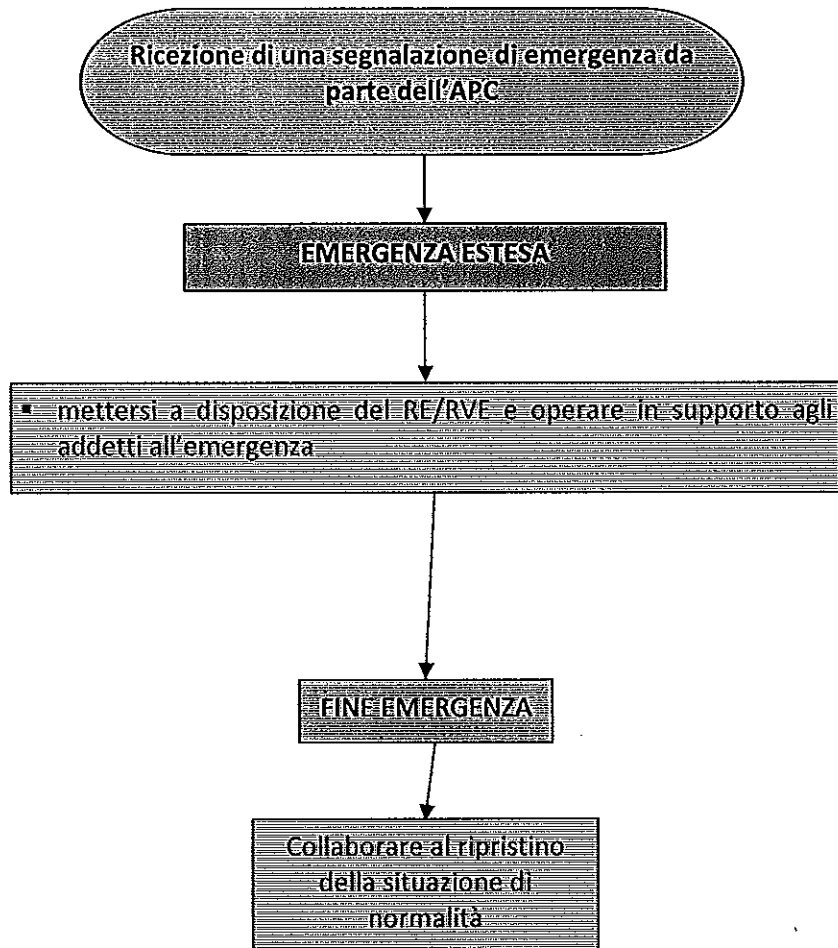 Ricezione di una segnalazione di emergenza da
parte dell'APC
EMERGENZA ESTESA
▪ mettersi a disposizione del RE/RVE e operare in supporto agli
addetti all'emergenza
FINE EMERGENZA
Collaborare al ripristino
della situazione di
normalità